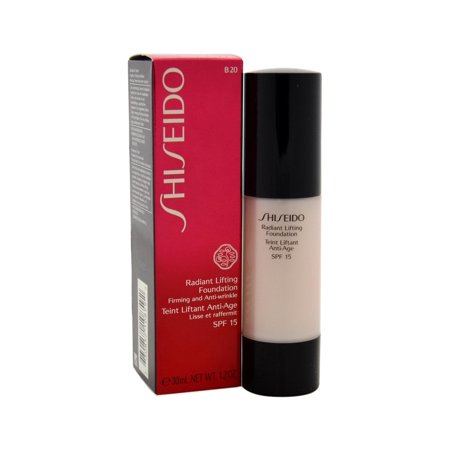 B 20
SHISEIDO
Radiant Lifting
Foundation
Firming and Anti-wrinkle
Teint Liftant Anti-Age
Lisse et raffermit
SPF 15
℮ 30mL NET WT. 1.2 OZ.
SHISEIDO
Radiant Lifting
Foundation
Teint Liftant
Anti-Age
SPF 15